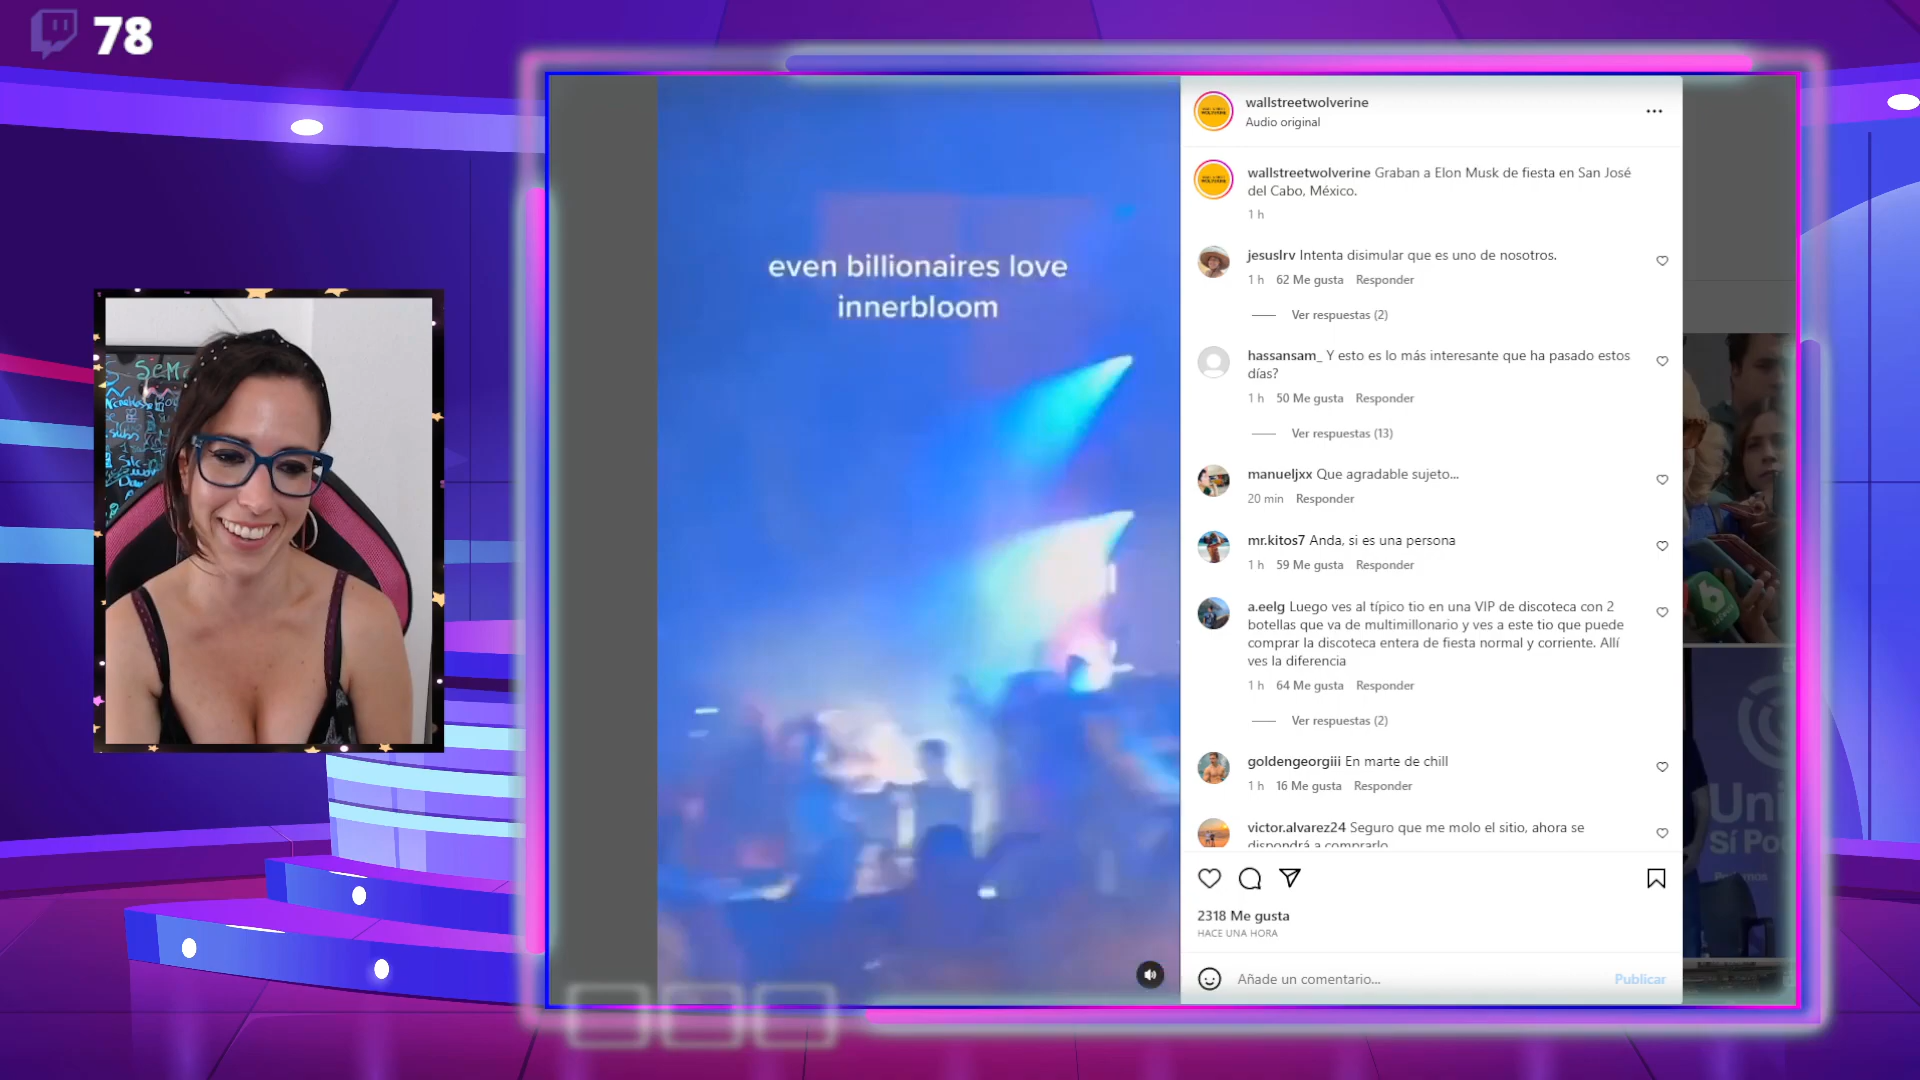 78
SEMA
even billionaires love
innerbloom
wallstreetwolverine
Audio original
wallstreetwolverine Graban a Elon Musk de fiesta en San José
del Cabo, México.
1 h
jesuslrv Intenta disimular que es uno de nosotros.
1 h 62 Me gusta Responder
Ver respuestas (2)
hassansam_ Y esto es lo más interesante que ha pasado estos
días?
1 h 50 Me gusta Responder
Ver respuestas (13)
manueljxx Que agradable sujeto...
20 min Responder
mr.kitos7 Anda, si es una persona
1 h 59 Me gusta Responder
a.eelg Luego ves al típico tio en una VIP de discoteca con 2
botellas que va de multimillonario y ves a este tio que puede
comprar la discoteca entera de fiesta normal y corriente. Allí
ves la diferencia
1 h 64 Me gusta Responder
Ver respuestas (2)
goldengeorgiii En marte de chill
1 h 16 Me gusta Responder
victor.alvarez24 Seguro que me molo el sitio, ahora se
dispondrá a comprarlo
2318 Me gusta
HACE UNA HORA
Añade un comentario... Publicar
6
Uni
Sí Po